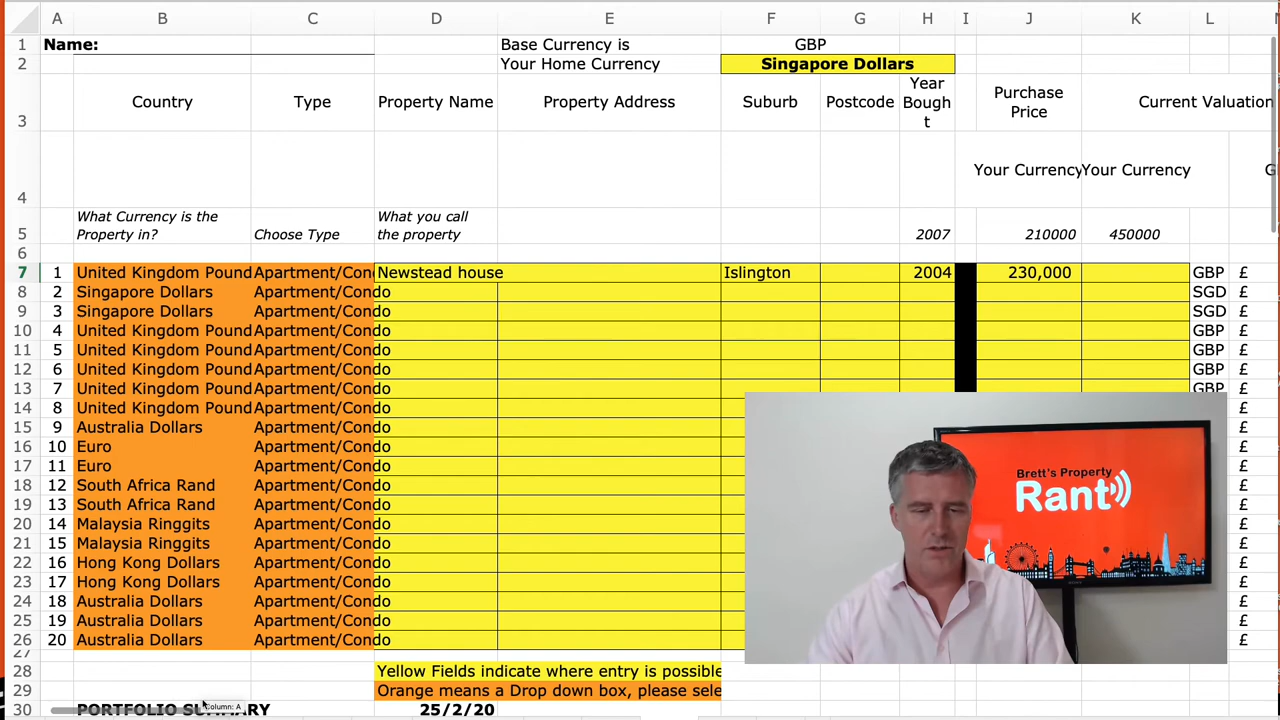 A B C D E F G H I J K L
1 Name: Base Currency is GBP
2 Your Home Currency Singapore Dollars
3 Country Type Property Name Property Address Suburb Postcode Year Bough t Purchase Price Current Valuation
4 Your Currency Your Currency G
5 What Currency is the Property in? Choose Type What you call the property 2007 210000 450000
6
7 1 United Kingdom Pound Apartment/Cond Newstead house Islington 2004 230,000 GBP £
8 2 Singapore Dollars Apartment/Condo SGD £
9 3 Singapore Dollars Apartment/Condo SGD £
10 4 United Kingdom Pound Apartment/Condo GBP £
11 5 United Kingdom Pound Apartment/Condo GBP £
12 6 United Kingdom Pound Apartment/Condo GBP £
13 7 United Kingdom Pound Apartment/Condo GBP £
14 8 United Kingdom Pound Apartment/Condo £
15 9 Australia Dollars Apartment/Condo £
16 10 Euro Apartment/Condo £
17 11 Euro Apartment/Condo £
18 12 South Africa Rand Apartment/Condo £
19 13 South Africa Rand Apartment/Condo £
20 14 Malaysia Ringgits Apartment/Condo £
21 15 Malaysia Ringgits Apartment/Condo £
22 16 Hong Kong Dollars Apartment/Condo £
23 17 Hong Kong Dollars Apartment/Condo £
24 18 Australia Dollars Apartment/Condo £
25 19 Australia Dollars Apartment/Condo £
26 20 Australia Dollars Apartment/Condo £
27
28 Yellow Fields indicate where entry is possible
29 Orange means a Drop down box, please sele
30 PORTFOLIO SUMMARY 25/2/20
Column: A
Brett's Property
Rant